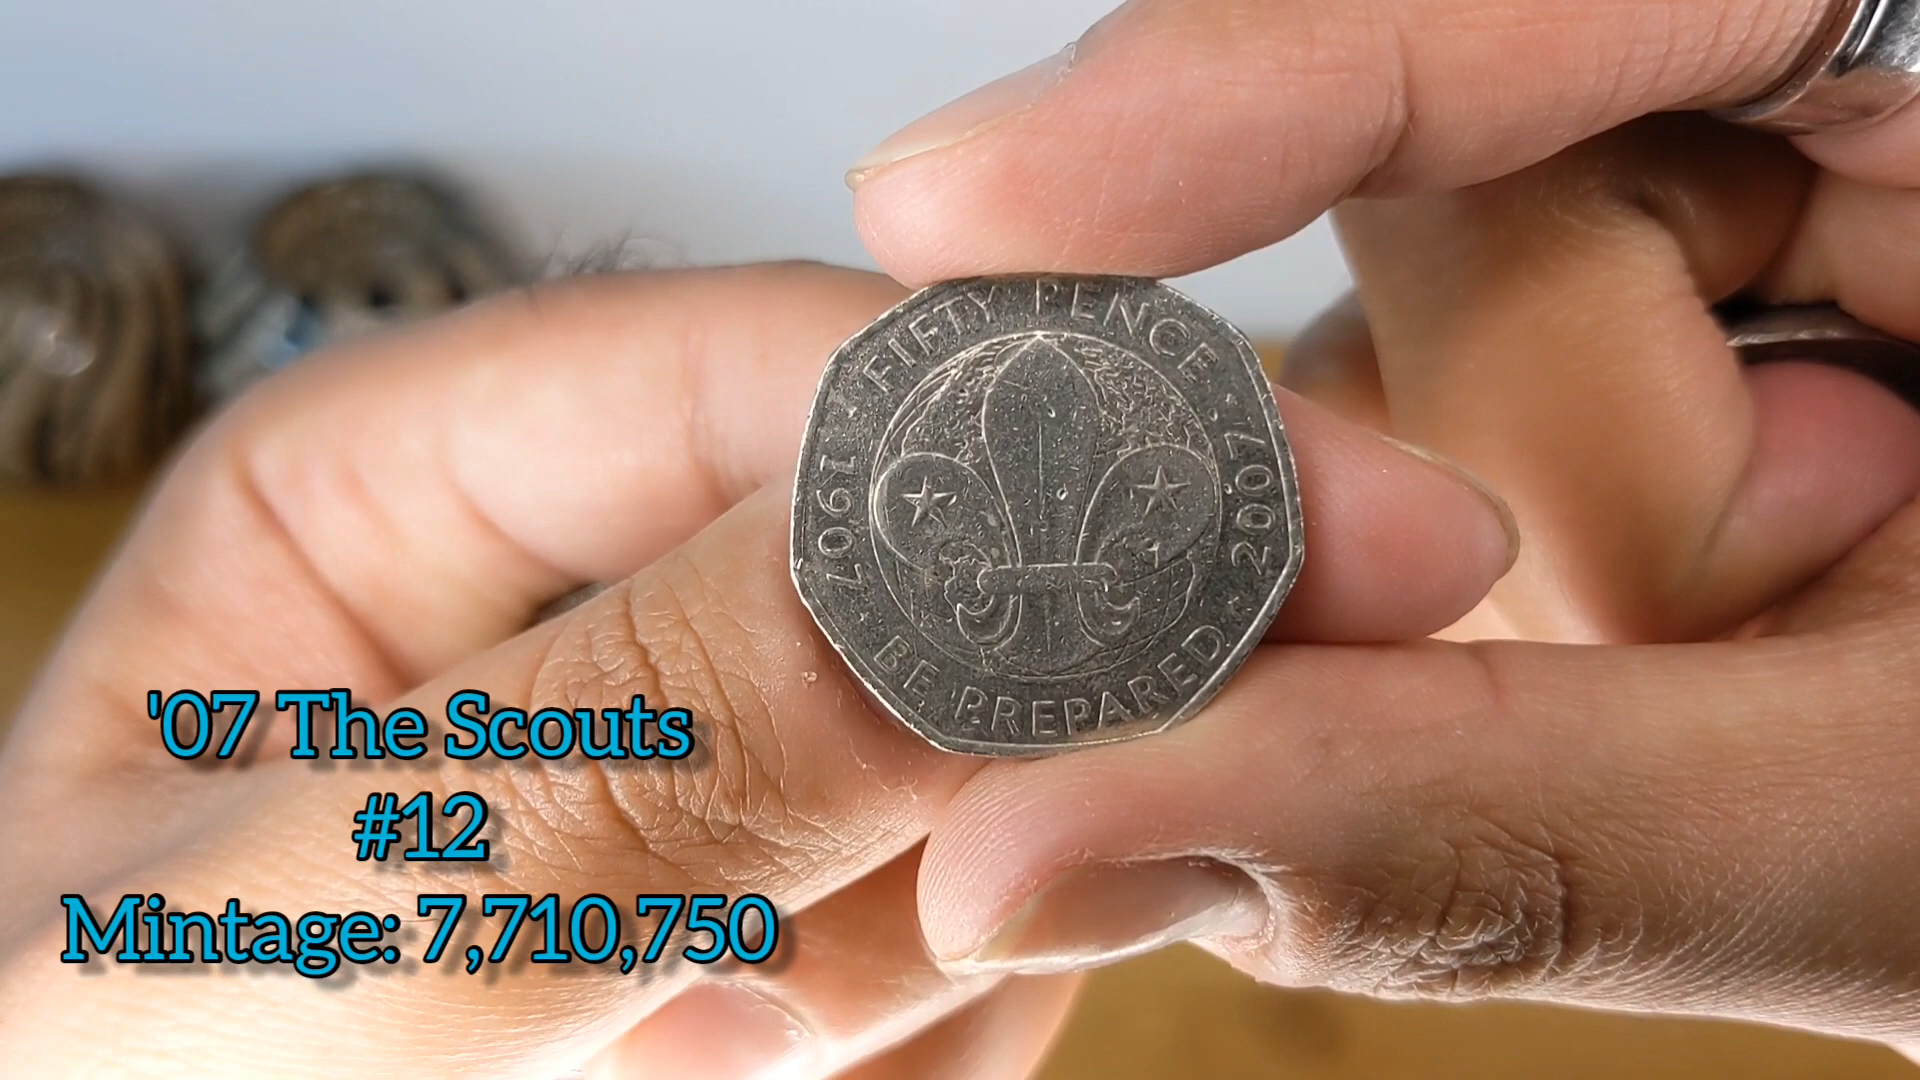 FIFTY PENCE
1907
2007
BE PREPARED
'07 The Scouts
#12
Mintage: 7,710,750